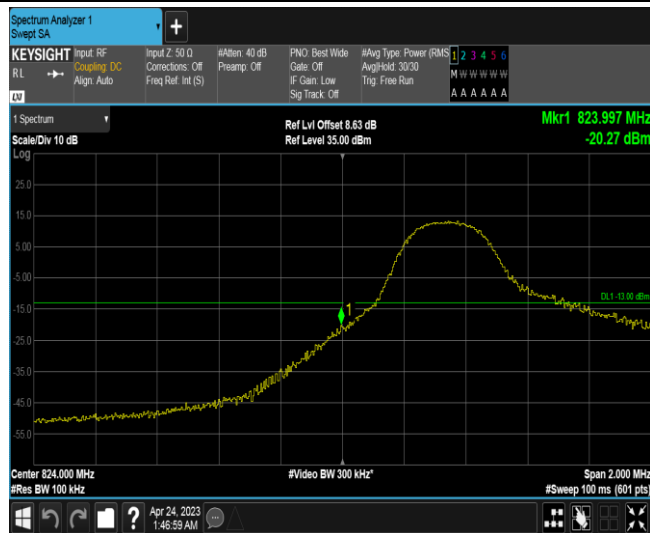 Spectrum Analyzer 1
Swept SA
+
KEYSIGHT
RL
Input: RF
Coupling: DC
Align: Auto
Input Z: 50 Ω
Corrections: Off
Freq Ref: Int (S)
#Atten: 40 dB
Preamp: Off
PNO: Best Wide
Gate: Off
IF Gain: Low
Sig Track: Off
#Avg Type: Power (RMS
Avg|Hold: 30/30
Trig: Free Run
1 2 3 4 5 6
M W W W W W
A A A A A A
1 Spectrum
Scale/Div 10 dB
Ref Lvl Offset 8.63 dB
Ref Level 35.00 dBm
Mkr1 823.997 MHz
-20.27 dBm
Log
25.0
15.0
5.00
-5.00
-15.0
-25.0
-35.0
-45.0
-55.0
1
DL1 -13.00 dBm
Center 824.000 MHz
#Res BW 100 kHz
#Video BW 300 kHz*
Span 2.000 MHz
#Sweep 100 ms (601 pts)
?
Apr 24, 2023
1:46:59 AM